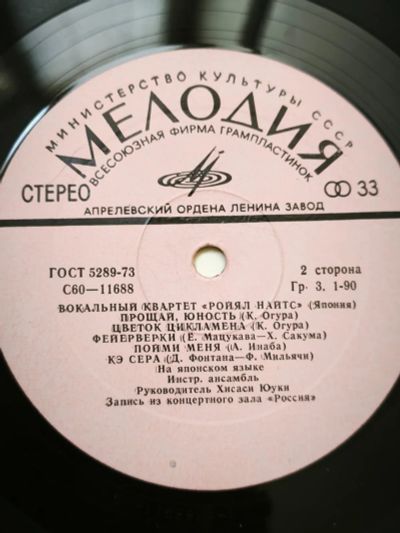 МИНИСТЕРСТВО КУЛЬТУРЫ СССР
МЕЛОДИЯ
ВСЕСОЮЗНАЯ ФИРМА ГРАМПЛАСТИНОК
СТЕРЕО 33
АПРЕЛЕВСКИЙ ОРДЕНА ЛЕНИНА ЗАВОД
ГОСТ 5289-73 2 сторона
С60—11688 Гр. 3. 1-90
ВОКАЛЬНЫЙ КВАРТЕТ «РОЙЯЛ НАЙТС» (Япония)
ПРОЩАЙ, ЮНОСТЬ (К. Огура)
ЦВЕТОК ЦИКЛАМЕНА (К. Огура)
ФЕЙЕРВЕРКИ (Е. Мацукава—Х. Сакума)
ПОЙМИ МЕНЯ (А. Инаба)
КЭ СЕРА (Д. Фонтана—Ф. Мильячи)
На японском языке
Инстр. ансамбль
Руководитель Хисаси Юуки
Запись из концертного зала «Россия»